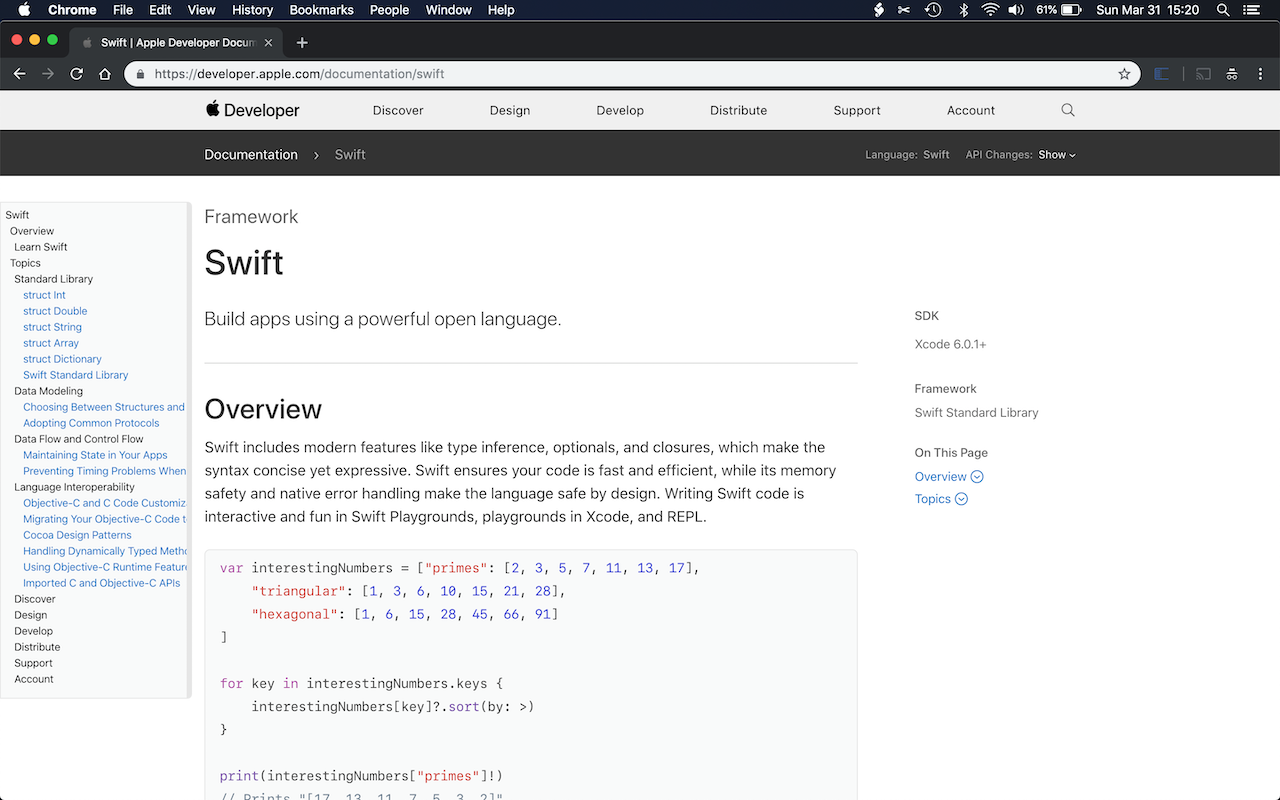 Chrome File Edit View History Bookmarks People Window Help 61% Sun Mar 31 15:20
Swift | Apple Developer Docum
https://developer.apple.com/documentation/swift
Developer Discover Design Develop Distribute Support Account
Documentation Swift Language: Swift API Changes: Show
Swift
Overview
Learn Swift
Topics
Standard Library
struct Int
struct Double
struct String
struct Array
struct Dictionary
Swift Standard Library
Data Modeling
Choosing Between Structures and
Adopting Common Protocols
Data Flow and Control Flow
Maintaining State in Your Apps
Preventing Timing Problems When
Language Interoperability
Objective-C and C Code Customiz
Migrating Your Objective-C Code t
Cocoa Design Patterns
Handling Dynamically Typed Metho
Using Objective-C Runtime Feature
Imported C and Objective-C APIs
Discover
Design
Develop
Distribute
Support
Account
Framework
Swift
Build apps using a powerful open language.
Overview
Swift includes modern features like type inference, optionals, and closures, which make the
syntax concise yet expressive. Swift ensures your code is fast and efficient, while its memory
safety and native error handling make the language safe by design. Writing Swift code is
interactive and fun in Swift Playgrounds, playgrounds in Xcode, and REPL.
var interestingNumbers = ["primes": [2, 3, 5, 7, 11, 13, 17],
"triangular": [1, 3, 6, 10, 15, 21, 28],
"hexagonal": [1, 6, 15, 28, 45, 66, 91]
]
for key in interestingNumbers.keys {
interestingNumbers[key]?.sort(by: >)
}
print(interestingNumbers["primes"]!)
// Prints "[17, 13, 11, 7, 5, 3, 2]"
SDK
Xcode 6.0.1+
Framework
Swift Standard Library
On This Page
Overview
Topics